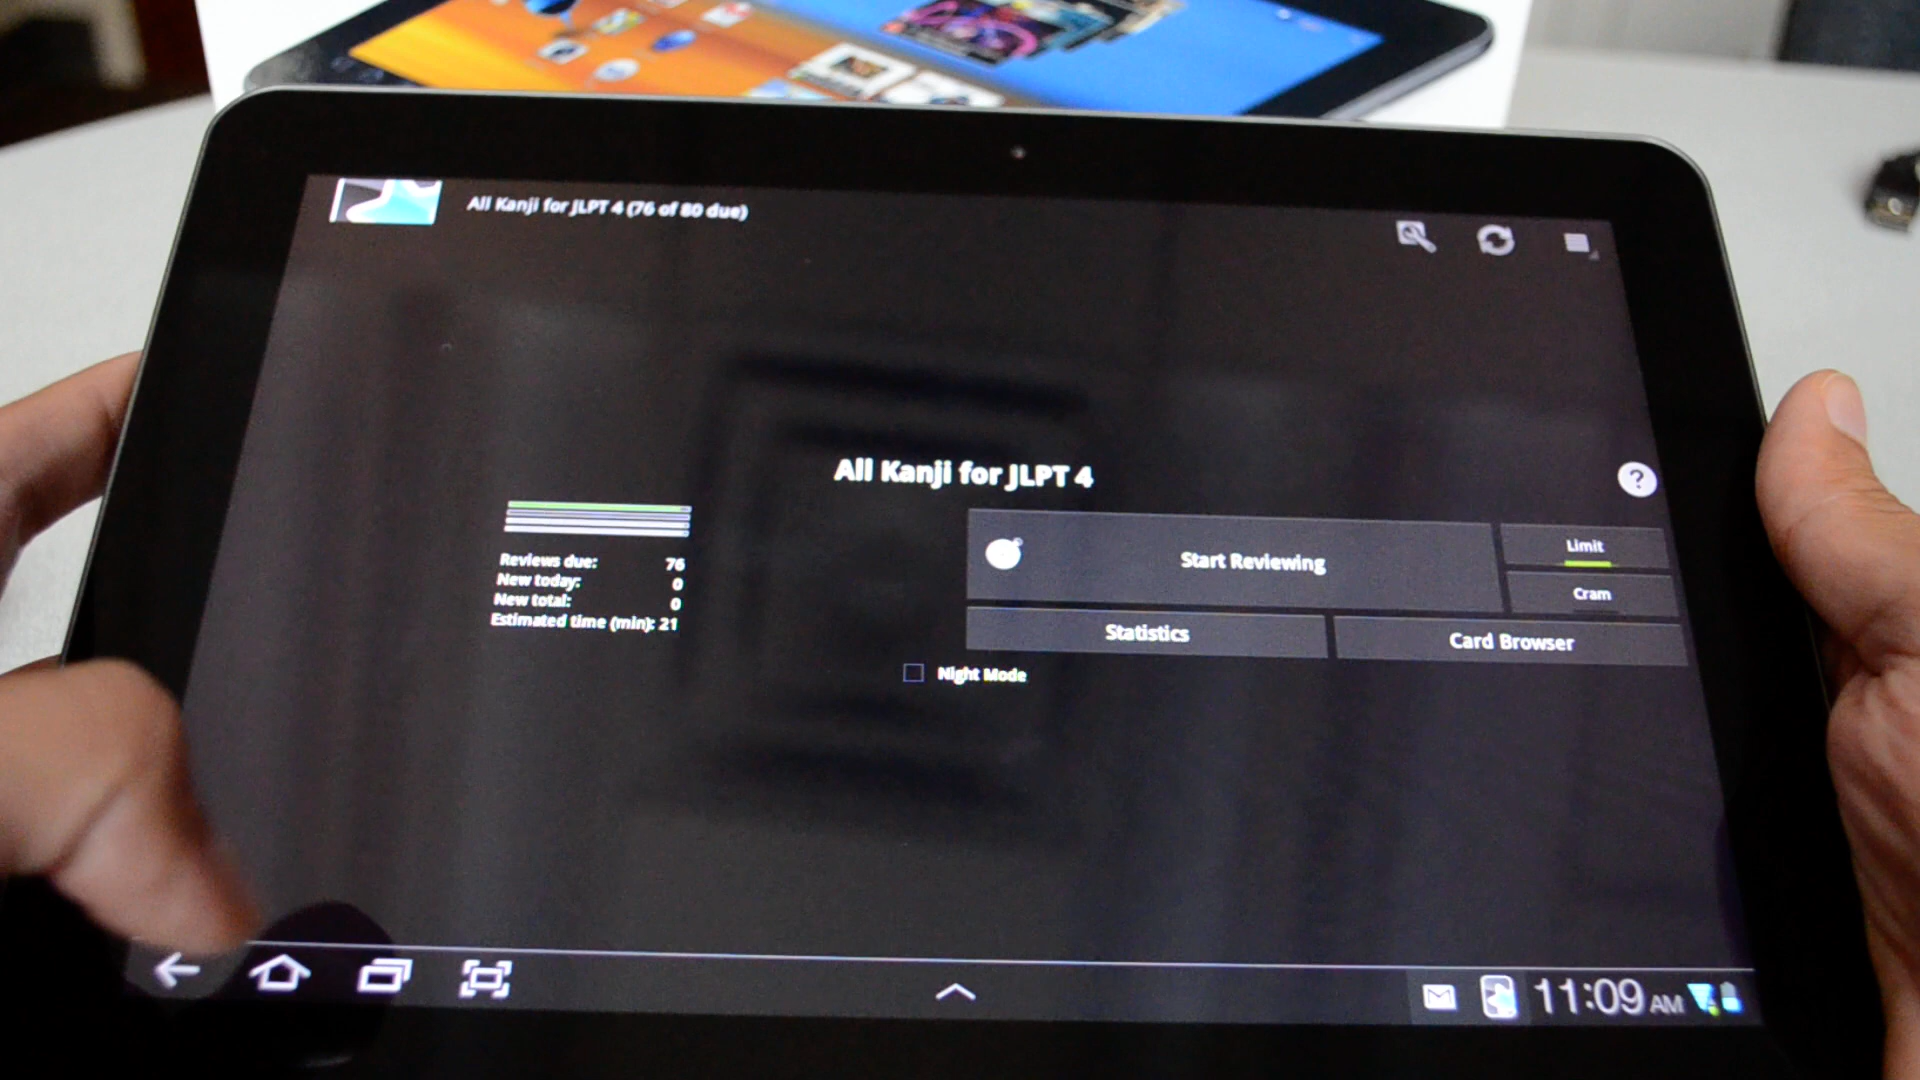 All Kanji for JLPT 4 (76 of 80 due)
All Kanji for JLPT 4
?
Reviews due: 76
New today: 0
New total: 0
Estimated time (min): 21
Start Reviewing
Limit
Cram
Statistics
Card Browser
Night Mode
11:09 AM